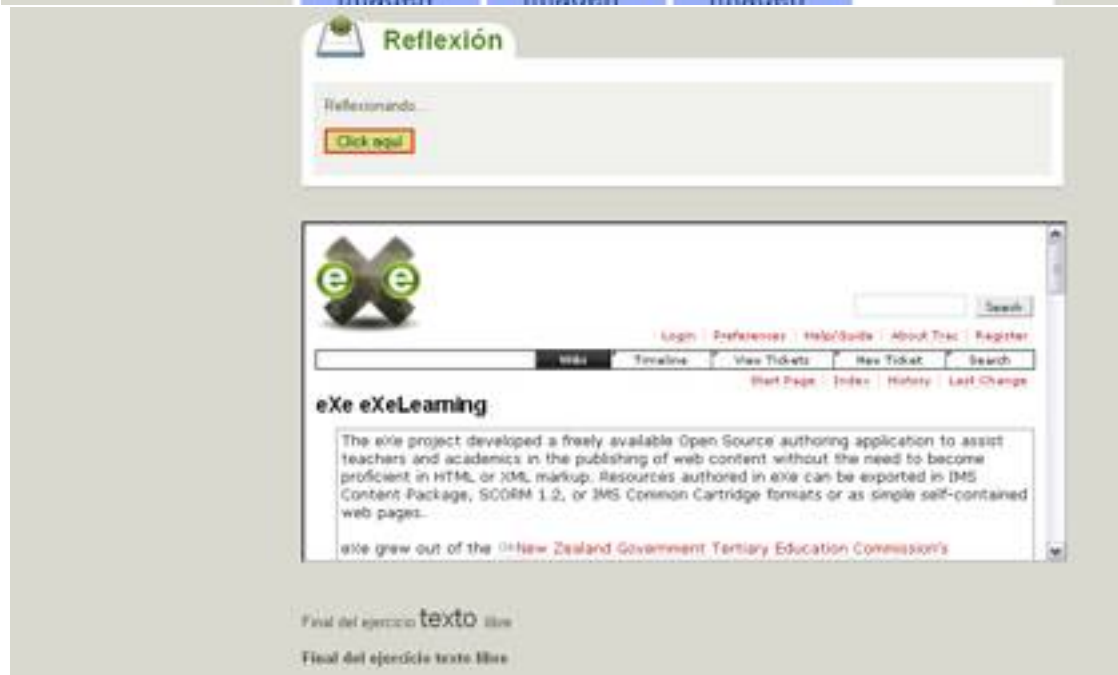 Reflexión
Reflexionando...
Click aquí
e e
Search
Login Preferences Help/Guide About Trac Register
Wiki Timeline View Tickets New Ticket Search
Start Page Index History Last Change
eXe eXeLearning
The eXe project developed a freely available Open Source authoring application to assist
teachers and academics in the publishing of web content without the need to become
proficient in HTML or XML markup. Resources authored in eXe can be exported in IMS
Content Package, SCORM 1.2, or IMS Common Cartridge formats or as simple self-contained
web pages.
eXe grew out of the New Zealand Government Tertiary Education Commission's
Final del ejercicio texto libre
Final del ejercicio texto libre